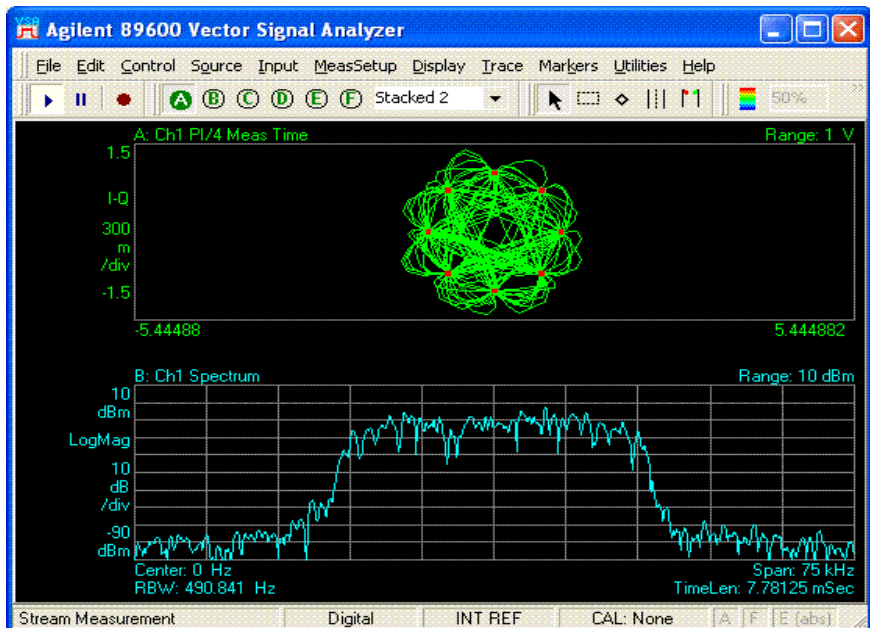 VSA Agilent 89600 Vector Signal Analyzer
File Edit Control Source Input MeasSetup Display Trace Markers Utilities Help
A B C D E F Stacked 2 50%
A: Ch1 PI/4 Meas Time Range: 1 V
1.5
I-Q
300
m
/div
-1.5
-5.44488 5.444882
B: Ch1 Spectrum Range: 10 dBm
10
dBm
LogMag
10
dB
/div
-90
dBm
Center: 0 Hz Span: 75 kHz
RBW: 490.841 Hz TimeLen: 7.78125 mSec
Stream Measurement Digital INT REF CAL: None A F E (abs)